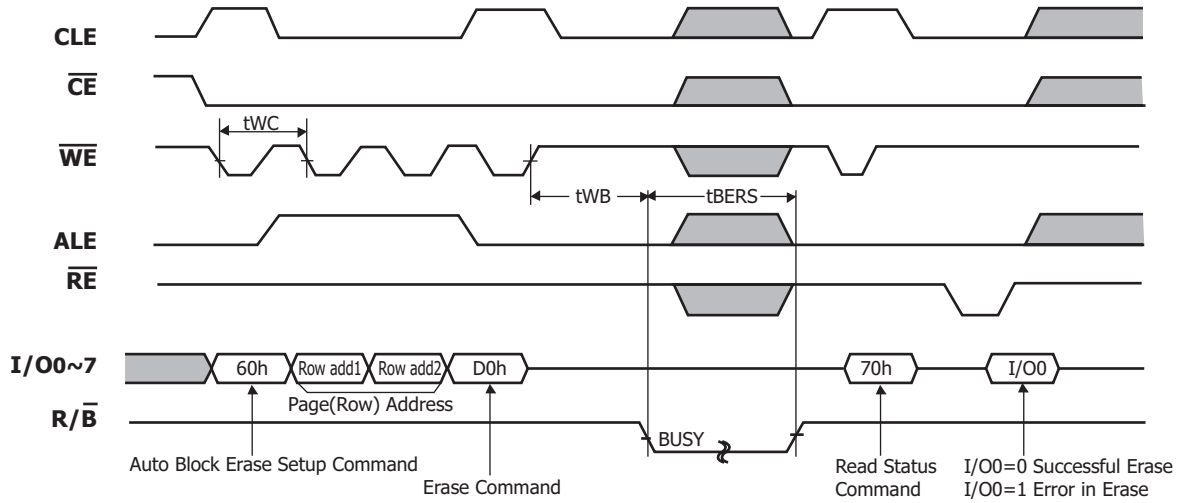 CLE
CE
tWC
WE
tWB
tBERS
ALE
RE
I/O0~7
60h
Row add1
Row add2
D0h
70h
I/O0
Page(Row) Address
R/B
BUSY
Auto Block Erase Setup Command
Erase Command
Read Status
Command
I/O0=0 Successful Erase
I/O0=1 Error in Erase